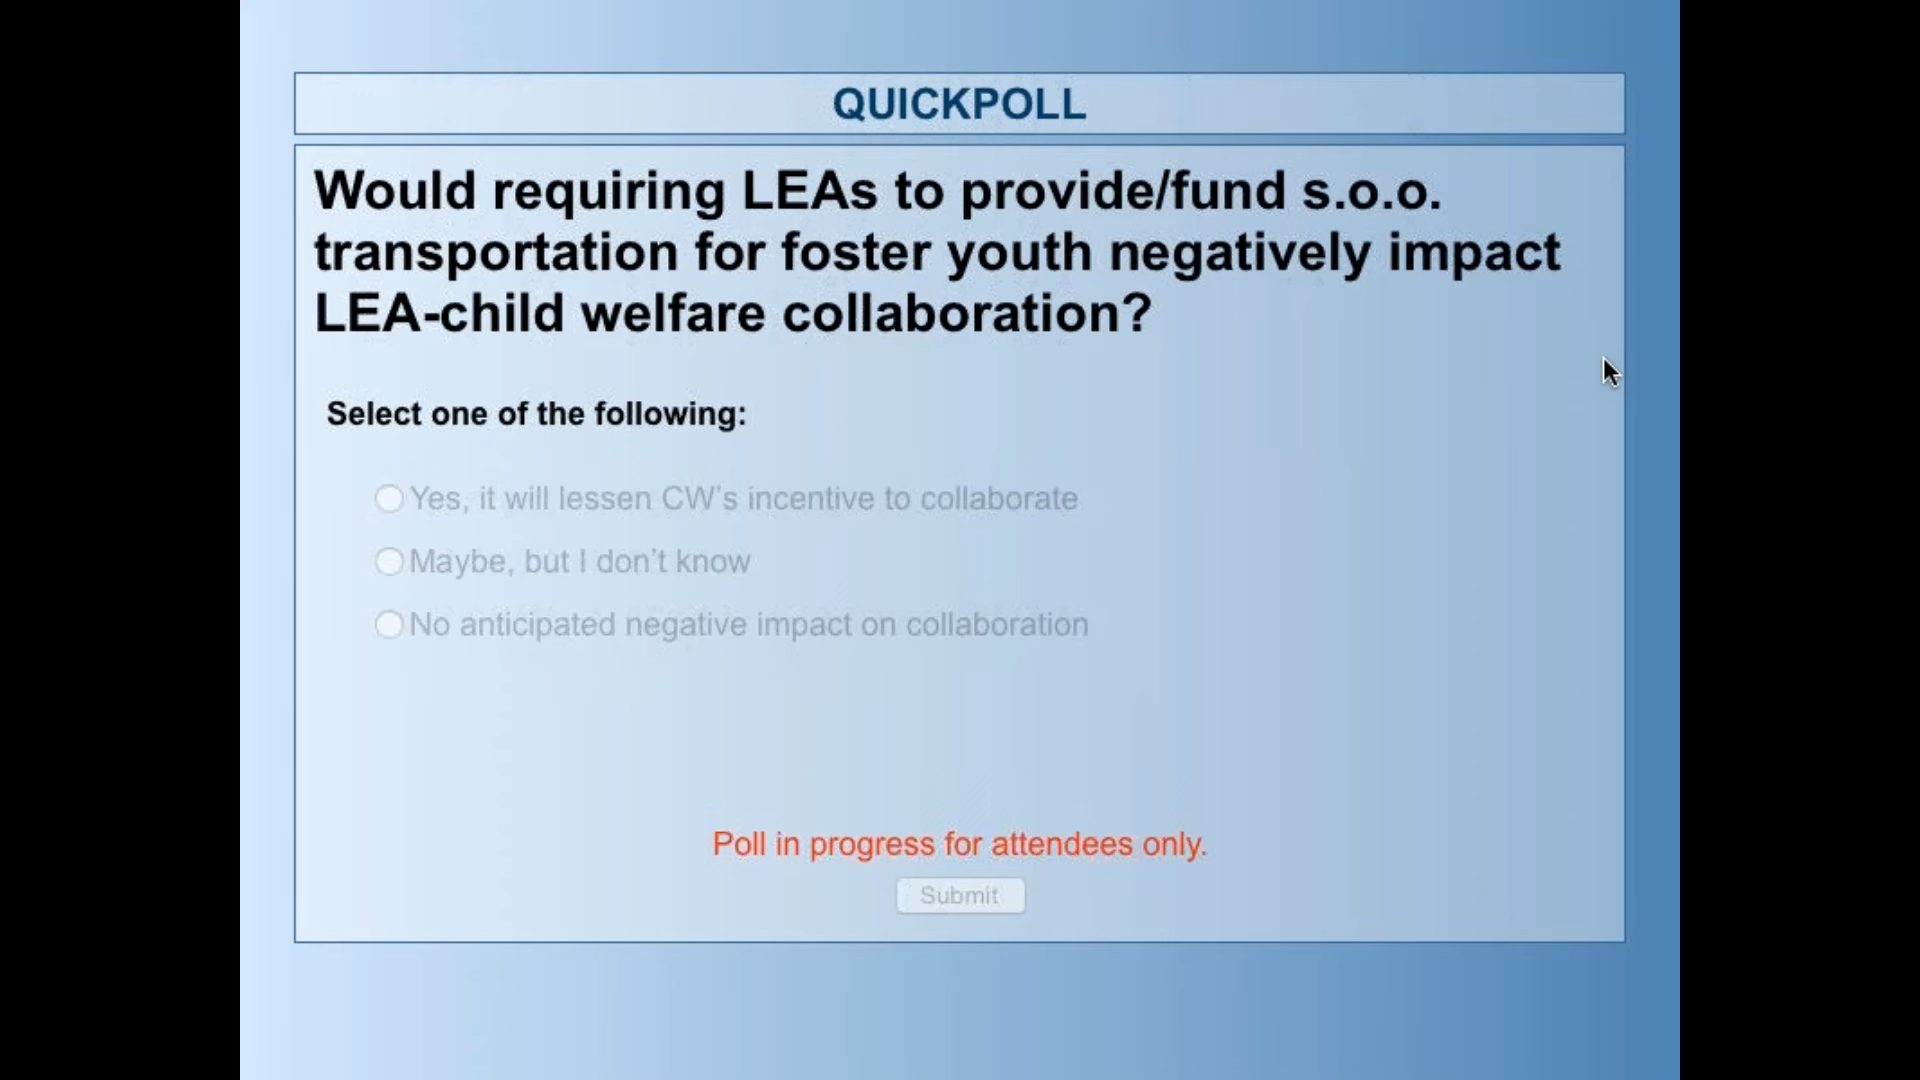 QUICKPOLL
Would requiring LEAs to provide/fund s.o.o.
transportation for foster youth negatively impact
LEA-child welfare collaboration?
Select one of the following:
Yes, it will lessen CW's incentive to collaborate
Maybe, but I don't know
No anticipated negative impact on collaboration
Poll in progress for attendees only.
Submit